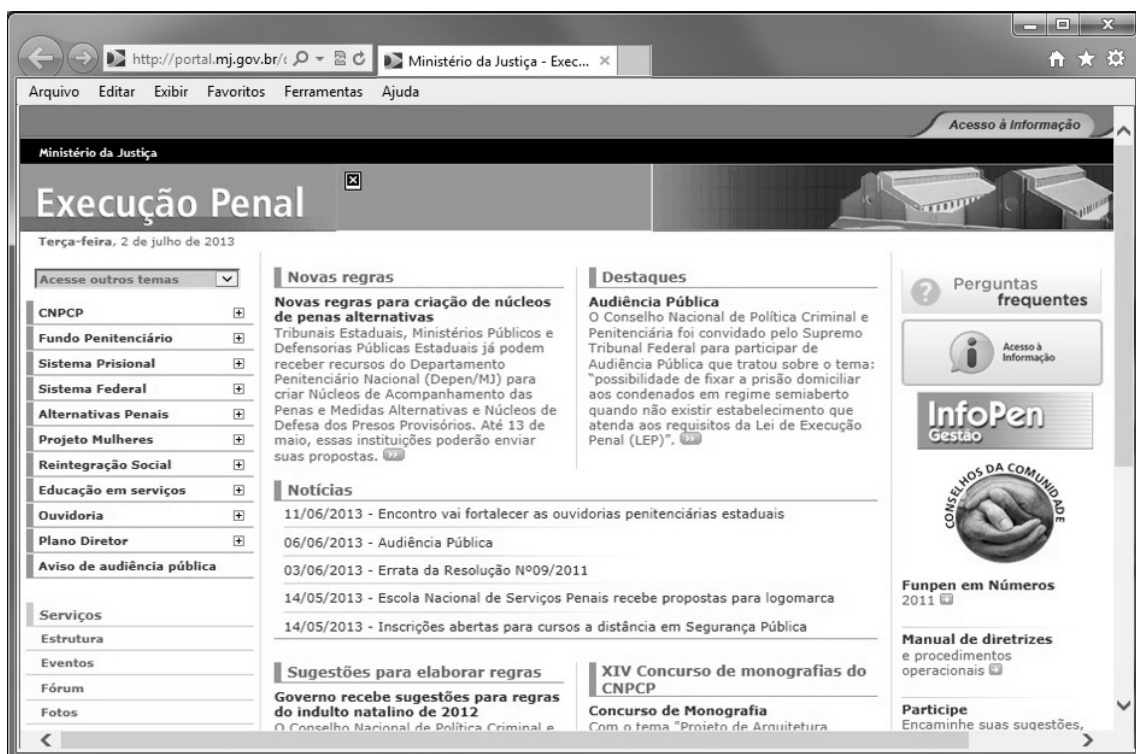 http://portal.mj.gov.br/
Ministério da Justiça - Exec...
Arquivo Editar Exibir Favoritos Ferramentas Ajuda
Acesso à Informação
Ministério da Justiça
Execução Penal
Terça-feira, 2 de julho de 2013
Acesse outros temas
CNPCP
Fundo Penitenciário
Sistema Prisional
Sistema Federal
Alternativas Penais
Projeto Mulheres
Reintegração Social
Educação em serviços
Ouvidoria
Plano Diretor
Aviso de audiência pública
Serviços
Estrutura
Eventos
Fórum
Fotos
Novas regras
Novas regras para criação de núcleos
de penas alternativas
Tribunais Estaduais, Ministérios Públicos e
Defensorias Públicas Estaduais já podem
receber recursos do Departamento
Penitenciário Nacional (Depen/MJ) para
criar Núcleos de Acompanhamento das
Penas e Medidas Alternativas e Núcleos de
Defesa dos Presos Provisórios. Até 13 de
maio, essas instituições poderão enviar
suas propostas.
Destaques
Audiência Pública
O Conselho Nacional de Política Criminal e
Penitenciária foi convidado pelo Supremo
Tribunal Federal para participar de
Audiência Pública que tratou sobre o tema:
"possibilidade de fixar a prisão domiciliar
aos condenados em regime semiaberto
quando não existir estabelecimento que
atenda aos requisitos da Lei de Execução
Penal (LEP)".
Notícias
11/06/2013 - Encontro vai fortalecer as ouvidorias penitenciárias estaduais
06/06/2013 - Audiência Pública
03/06/2013 - Errata da Resolução Nº09/2011
14/05/2013 - Escola Nacional de Serviços Penais recebe propostas para logomarca
14/05/2013 - Inscrições abertas para cursos a distância em Segurança Pública
Sugestões para elaborar regras
Governo recebe sugestões para regras
do indulto natalino de 2012
O Conselho Nacional de Política Criminal e
XIV Concurso de monografias do
CNPCP
Concurso de Monografia
Com o tema "Projeto de Arquitetura
Perguntas
frequentes
Acesso à
Informação
InfoPen
Gestão
CONSELHOS DA COMUNIDADE
Funpen em Números
2011
Manual de diretrizes
e procedimentos
operacionais
Participe
Encaminhe suas sugestões,